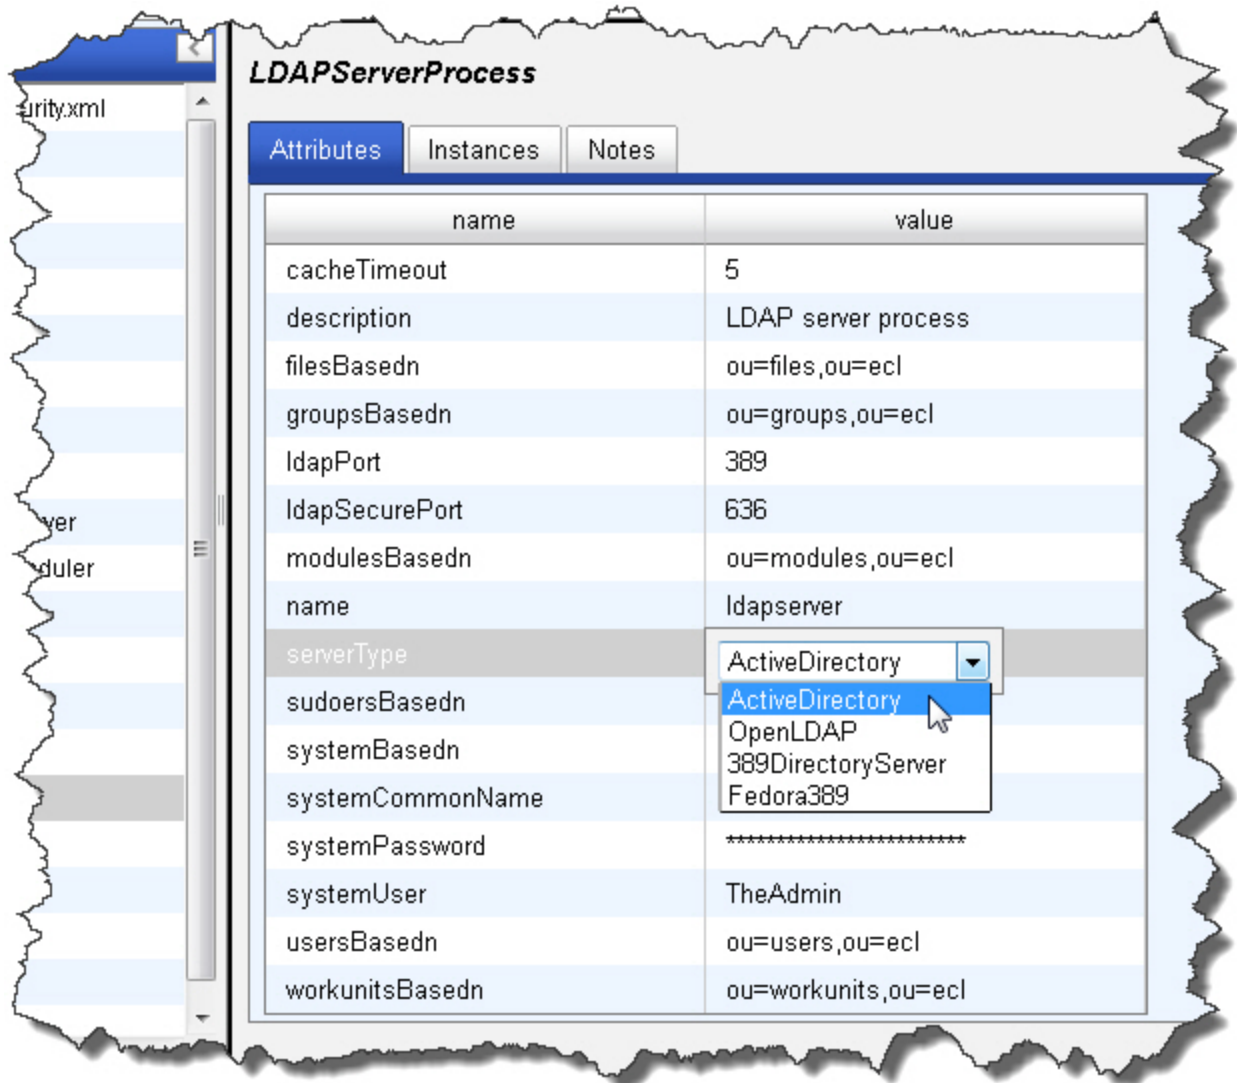 LDAPServerProcess
urity.xml
Attributes Instances Notes
name value
cacheTimeout 5
description LDAP server process
filesBasedn ou=files,ou=ecl
groupsBasedn ou=groups,ou=ecl
ldapPort 389
ldapSecurePort 636
ver
modulesBasedn ou=modules,ou=ecl
duler
name ldapserver
serverType ActiveDirectory
ActiveDirectory
sudoersBasedn
OpenLDAP
systemBasedn
389DirectoryServer
systemCommonName
Fedora389
systemPassword ************************
systemUser TheAdmin
usersBasedn ou=users,ou=ecl
workunitsBasedn ou=workunits,ou=ecl